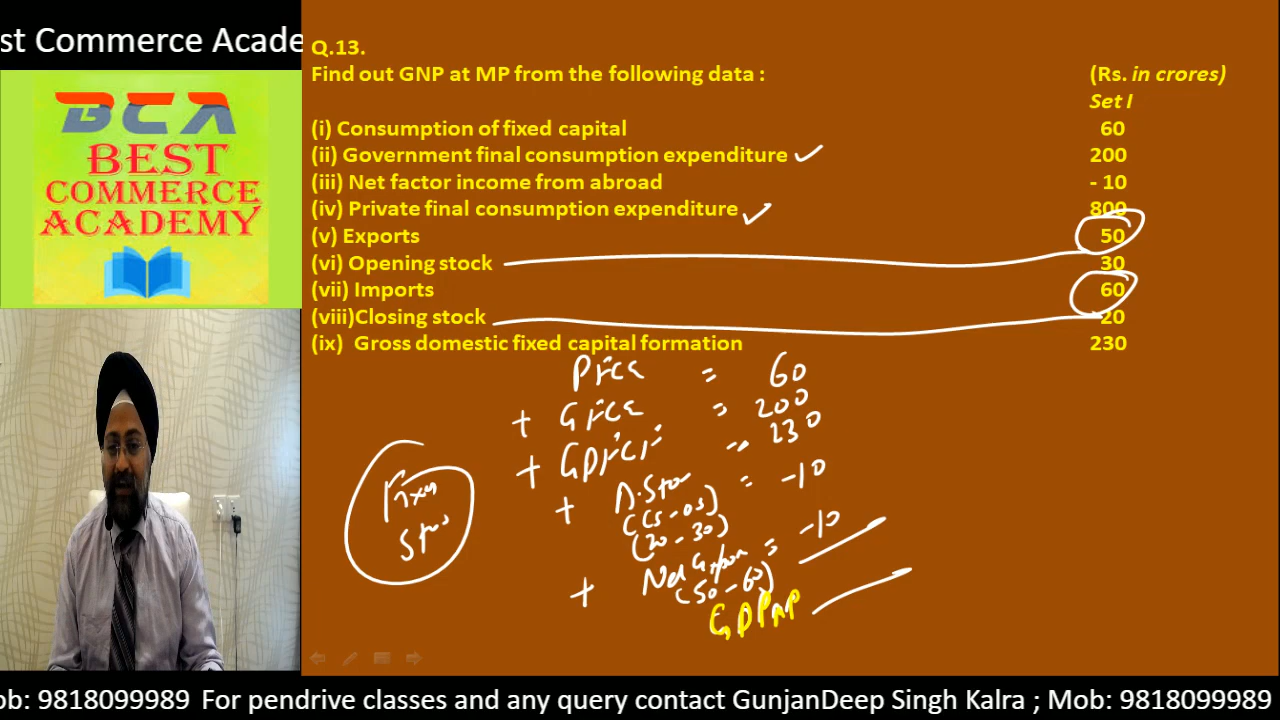 st Commerce Acade
BCA
BEST
COMMERCE
ACADEMY
Q.13.
Find out GNP at MP from the following data : (Rs. in crores)
Set I
(i) Consumption of fixed capital 60
(ii) Government final consumption expenditure 200
(iii) Net factor income from abroad - 10
(iv) Private final consumption expenditure 800
(v) Exports 50
(vi) Opening stock 30
(vii) Imports 60
(viii)Closing stock 20
(ix) Gross domestic fixed capital formation 230
PFCE = 60
+ GFCE = 200
+ GDFCF = 230
+ Δ.Stock = -10
(CS-OS)
(20-30)
+ Net Export = -10
(50-60)
GDPMP
Fixed
Stock
ob: 9818099989 For pendrive classes and any query contact GunjanDeep Singh Kalra ; Mob: 9818099989